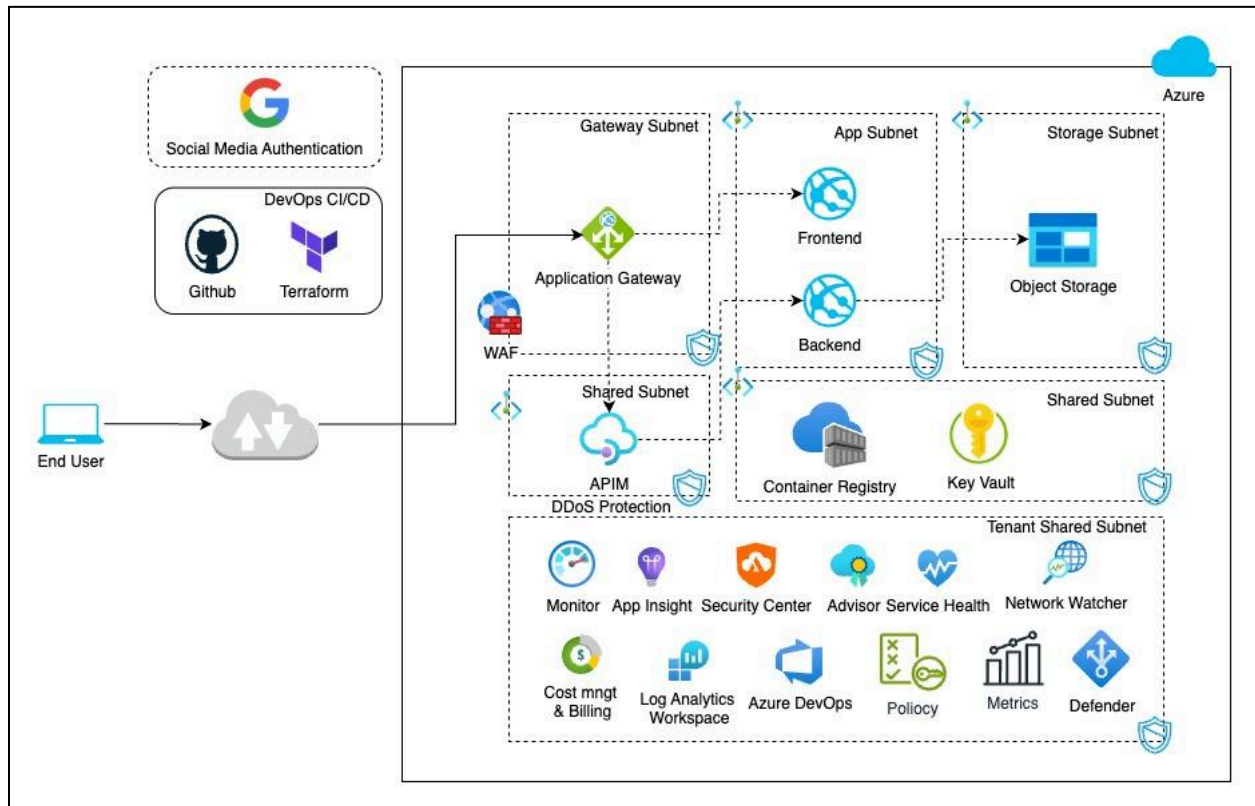 Azure
Social Media Authentication
DevOps CI/CD
Github
Terraform
Gateway Subnet
Application Gateway
WAF
App Subnet
Frontend
Backend
Storage Subnet
Object Storage
End User
Shared Subnet
APIM
DDoS Protection
Shared Subnet
Container Registry
Key Vault
Tenant Shared Subnet
Monitor
App Insight
Security Center
Advisor
Service Health
Network Watcher
Cost mngt
& Billing
Log Analytics
Workspace
Azure DevOps
Poliocy
Metrics
Defender